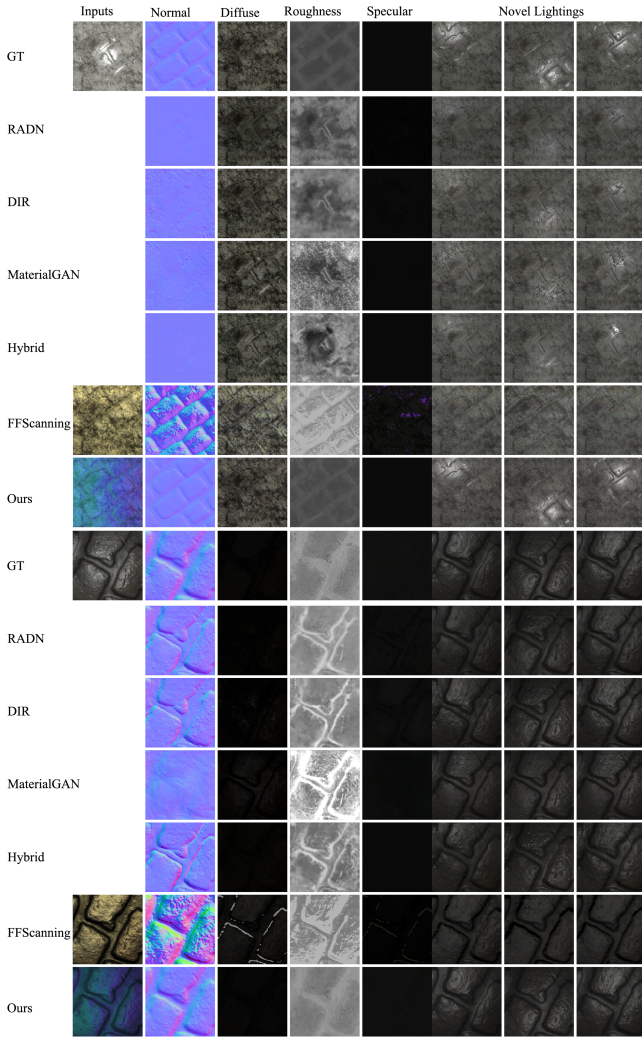 Inputs Normal Diffuse Roughness Specular Novel Lightings
GT
RADN
DIR
MaterialGAN
Hybrid
FFScanning
Ours
GT
RADN
DIR
MaterialGAN
Hybrid
FFScanning
Ours